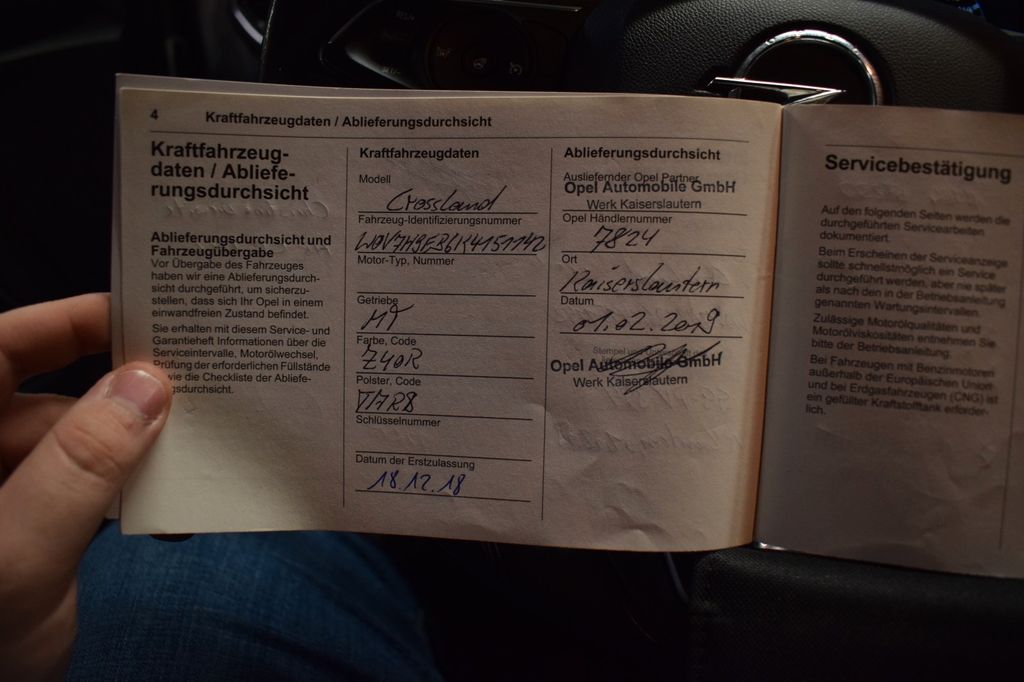 4 Kraftfahrzeugdaten / Ablieferungsdurchsicht
Kraftfahrzeug-
daten / Abliefe-
rungsdurchsicht
Ablieferungsdurchsicht und
Fahrzeugübergabe
Vor Übergabe des Fahrzeuges
haben wir eine Ablieferungsdurch-
sicht durchgeführt, um sicherzu-
stellen, dass sich Ihr Opel in einem
einwandfreien Zustand befindet.
Sie erhalten mit diesem Service- und
Garantieheft Informationen über die
Serviceintervalle, Motorölwechsel,
Prüfung der erforderlichen Füllstände
wie die Checkliste der Abliefe-
gsdurchsicht.
Kraftfahrzeugdaten
Modell
Crossland
Fahrzeug-Identifizierungsnummer
W0V7H9E86K4151142
Motor-Typ, Nummer
Getriebe
Farbe, Code
Z40R
Polster, Code
TAR8
Schlüsselnummer
Datum der Erstzulassung
18.12.18
Ablieferungsdurchsicht
Ausliefernder Opel Partner
Opel Automobile GmbH
Werk Kaiserslautern
Opel Händlernummer
7824
Ort
Kaiserslautern
Datum
01.02.2019
Opel Automobile GmbH
Werk Kaiserslautern
Servicebestätigung
Auf den folgenden Seiten werden die
durchgeführten Servicearbeiten
dokumentiert.
Beim Erscheinen der Serviceanzeige
sollte schnellstmöglich ein Service
durchgeführt werden, aber nie später
als nach den in der Betriebsanleitung
genannten Wartungsintervallen.
Zulässige Motorölqualitäten und
Motorölviskositäten entnehmen Sie
bitte der Betriebsanleitung.
Bei Fahrzeugen mit Benzinmotoren
außerhalb der Europäischen Union
und bei Erdgasfahrzeugen (CNG) ist
ein gefüllter Kraftstofftank erforder-
lich.